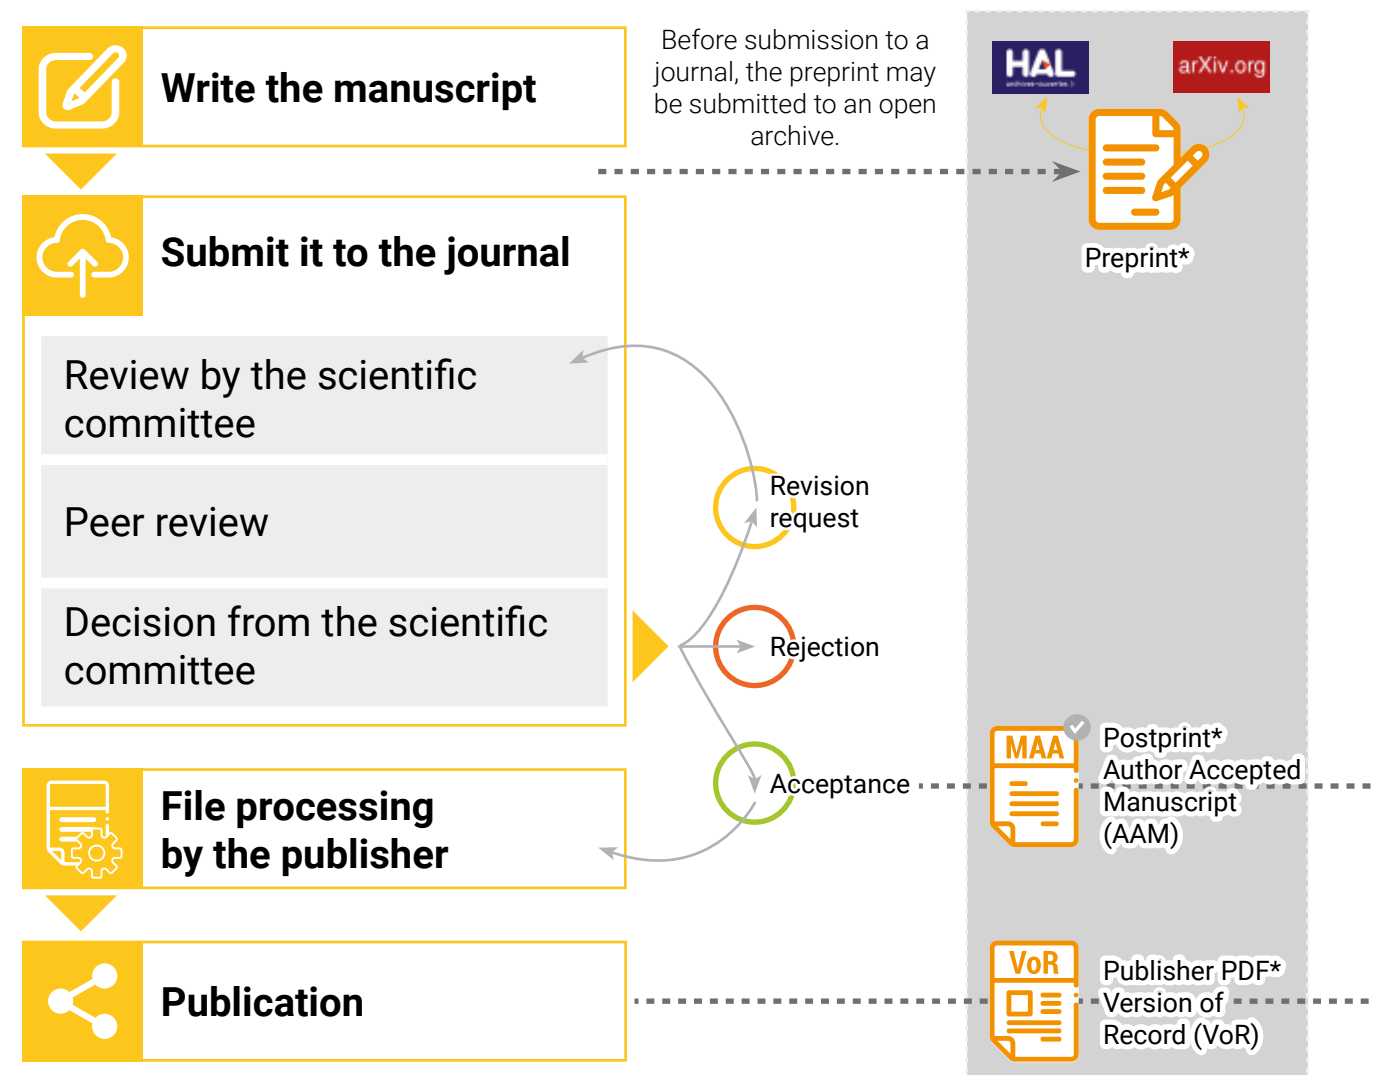 Write the manuscript
Before submission to a
journal, the preprint may
be submitted to an open
archive.
HAL
archives-ouvertes.fr
arXiv.org
Preprint*
Submit it to the journal
Review by the scientific
committee
Peer review
Decision from the scientific
committee
Revision
request
Rejection
Acceptance
MAA
Postprint*
Author Accepted
Manuscript
(AAM)
File processing
by the publisher
Publication
VoR
Publisher PDF*
Version of
Record (VoR)